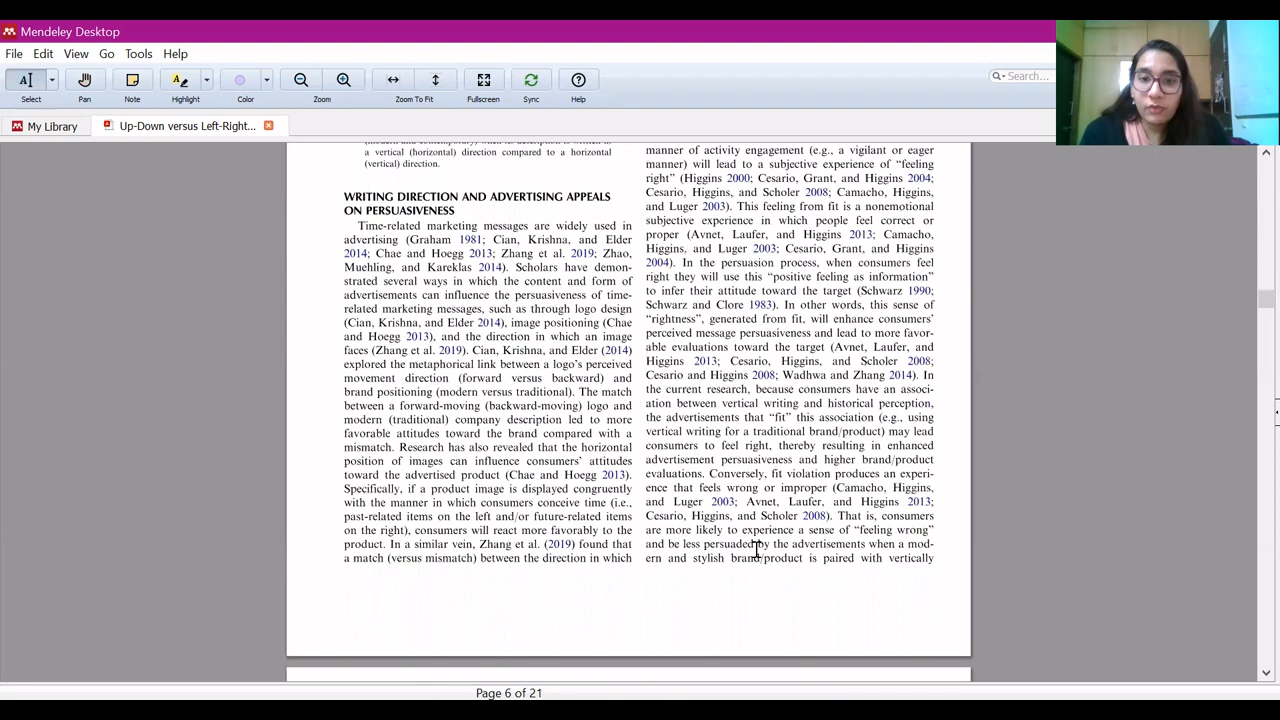 Mendeley Desktop
File Edit View Go Tools Help
Select Pan Note Highlight Color Zoom Zoom To Fit Fullscreen Sync Help
Search...
My Library
Up-Down versus Left-Right...
a vertical (horizontal) direction compared to a horizontal
(vertical) direction.
WRITING DIRECTION AND ADVERTISING APPEALS
ON PERSUASIVENESS
Time-related marketing messages are widely used in
advertising (Graham 1981; Cian, Krishna, and Elder
2014; Chae and Hoegg 2013; Zhang et al. 2019; Zhao,
Muehling, and Kareklas 2014). Scholars have demon-
strated several ways in which the content and form of
advertisements can influence the persuasiveness of time-
related marketing messages, such as through logo design
(Cian, Krishna, and Elder 2014), image positioning (Chae
and Hoegg 2013), and the direction in which an image
faces (Zhang et al. 2019). Cian, Krishna, and Elder (2014)
explored the metaphorical link between a logo's perceived
movement direction (forward versus backward) and
brand positioning (modern versus traditional). The match
between a forward-moving (backward-moving) logo and
modern (traditional) company description led to more
favorable attitudes toward the brand compared with a
mismatch. Research has also revealed that the horizontal
position of images can influence consumers' attitudes
toward the advertised product (Chae and Hoegg 2013).
Specifically, if a product image is displayed congruently
with the manner in which consumers conceive time (i.e.,
past-related items on the left and/or future-related items
on the right), consumers will react more favorably to the
product. In a similar vein, Zhang et al. (2019) found that
a match (versus mismatch) between the direction in which
manner of activity engagement (e.g., a vigilant or eager
manner) will lead to a subjective experience of "feeling
right" (Higgins 2000; Cesario, Grant, and Higgins 2004;
Cesario, Higgins, and Scholer 2008; Camacho, Higgins,
and Luger 2003). This feeling from fit is a nonemotional
subjective experience in which people feel correct or
proper (Avnet, Laufer, and Higgins 2013; Camacho,
Higgins, and Luger 2003; Cesario, Grant, and Higgins
2004). In the persuasion process, when consumers feel
right they will use this "positive feeling as information"
to infer their attitude toward the target (Schwarz 1990;
Schwarz and Clore 1983). In other words, this sense of
"rightness", generated from fit, will enhance consumers'
perceived message persuasiveness and lead to more favor-
able evaluations toward the target (Avnet, Laufer, and
Higgins 2013; Cesario, Higgins, and Scholer 2008;
Cesario and Higgins 2008; Wadhwa and Zhang 2014). In
the current research, because consumers have an associ-
ation between vertical writing and historical perception,
the advertisements that "fit" this association (e.g., using
vertical writing for a traditional brand/product) may lead
consumers to feel right, thereby resulting in enhanced
advertisement persuasiveness and higher brand/product
evaluations. Conversely, fit violation produces an experi-
ence that feels wrong or improper (Camacho, Higgins,
and Luger 2003; Avnet, Laufer, and Higgins 2013;
Cesario, Higgins, and Scholer 2008). That is, consumers
are more likely to experience a sense of "feeling wrong"
and be less persuaded by the advertisements when a mod-
ern and stylish brand/product is paired with vertically
Page 6 of 21